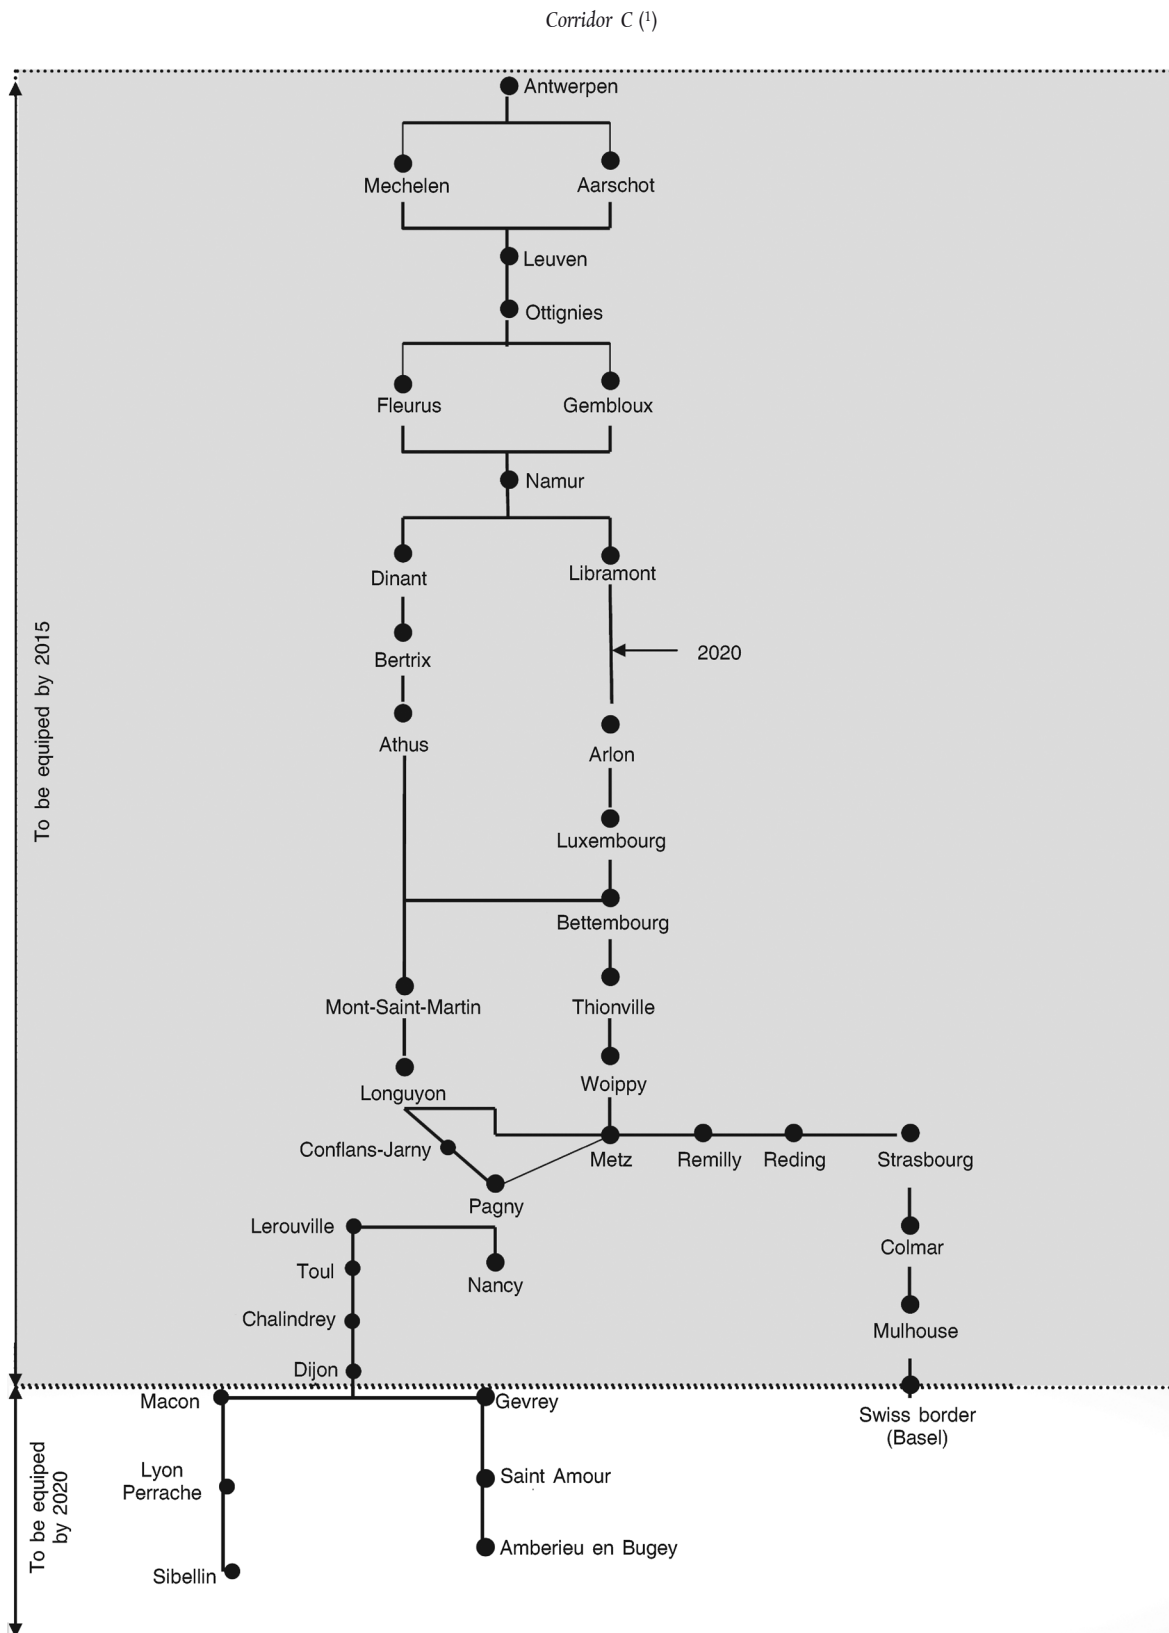 Corridor C (¹)
Antwerpen
Mechelen
Aarschot
Leuven
Ottignies
Fleurus
Gembloux
Namur
Dinant
Libramont
To be equiped by 2015
2020
Bertrix
Athus
Arlon
Luxembourg
Bettembourg
Mont-Saint-Martin
Thionville
Longuyon
Woippy
Conflans-Jarny
Metz
Remilly
Reding
Strasbourg
Pagny
Lerouville
Colmar
Toul
Nancy
Chalindrey
Mulhouse
Dijon
Macon
Gevrey
Swiss border
(Basel)
To be equiped
by 2020
Lyon
Perrache
Saint Amour
Amberieu en Bugey
Sibellin